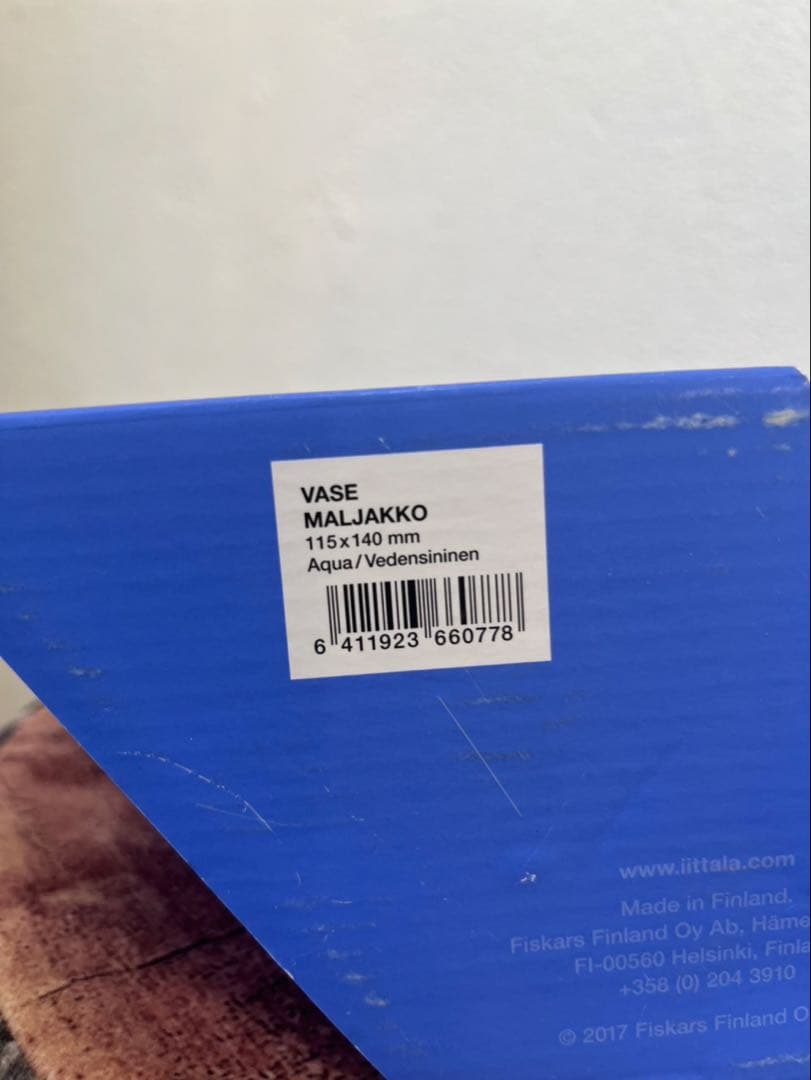 VASE
MALJAKKO
115x140 mm
Aqua/Vedensininen
6 411923 660778
www.iittala.com
Made in Finland.
Fiskars Finland Oy Ab,
FI-00560 Helsinki,
+358 (0) 204 3910
© 2017 Fiskars Finland